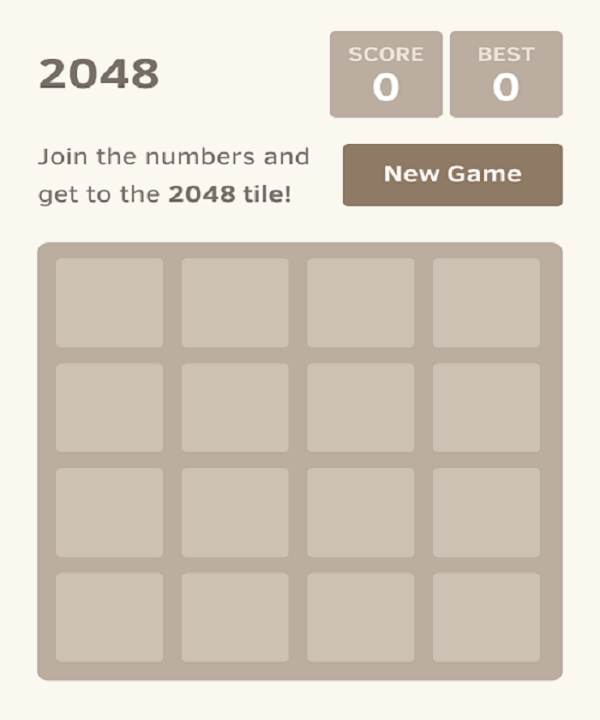 2048
SCORE
0
BEST
0
Join the numbers and
get to the 2048 tile!
New Game